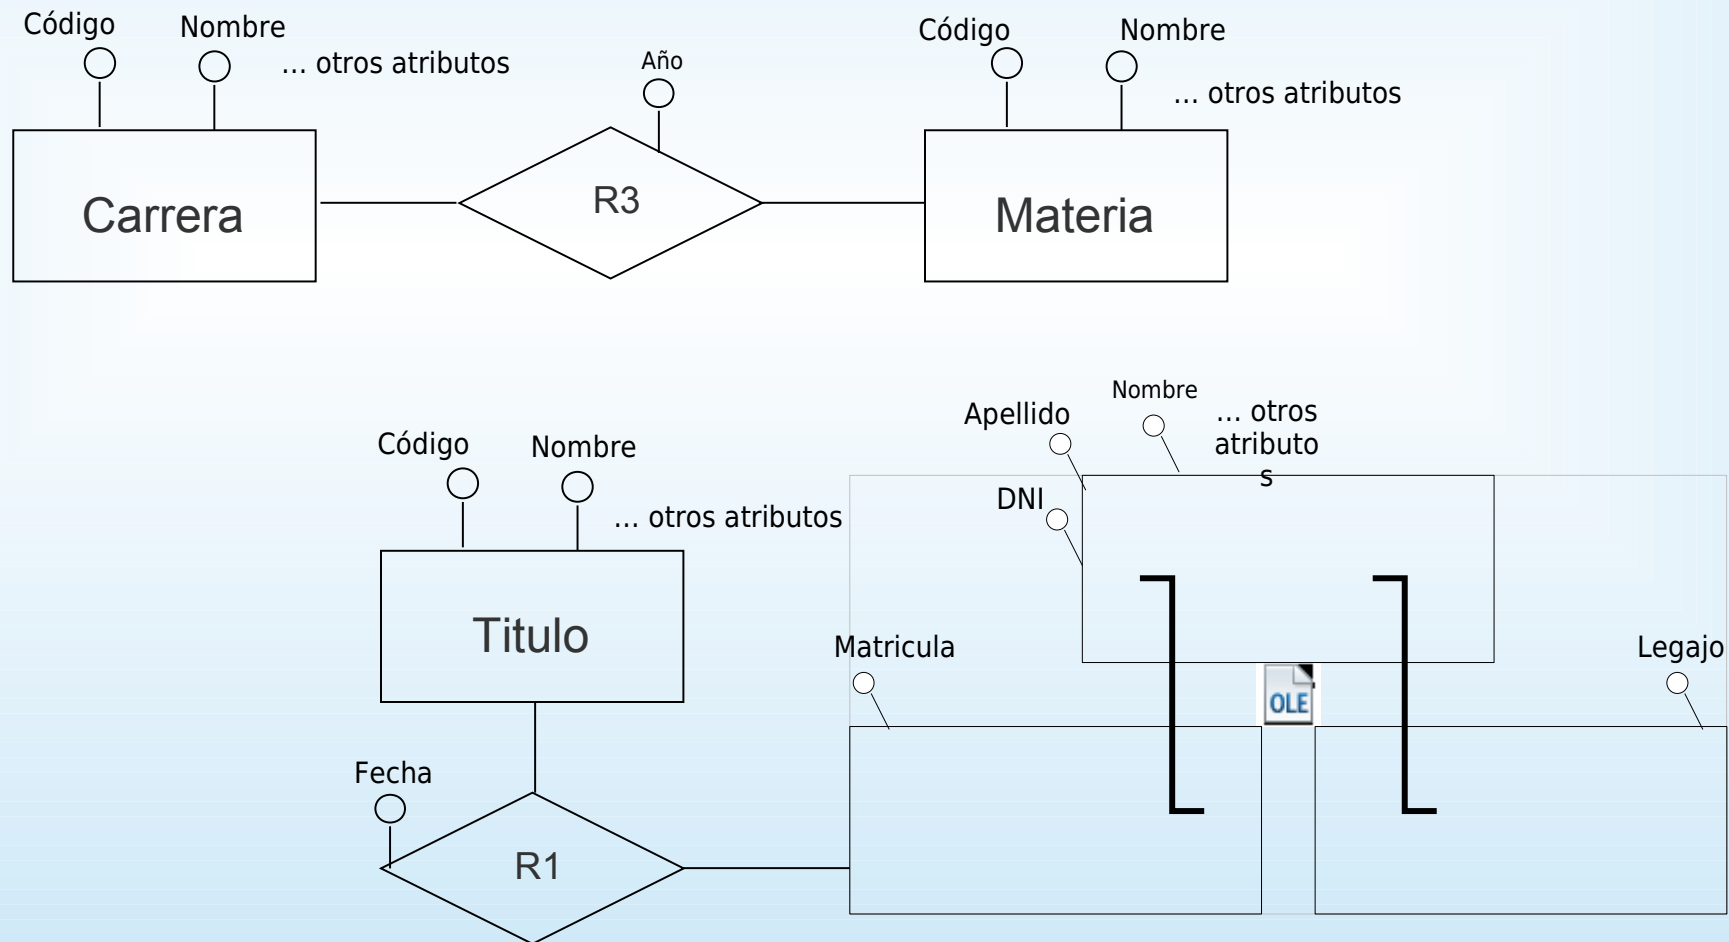 Código
Nombre
... otros atributos
Año
Código
Nombre
... otros atributos
Carrera
R3
Materia
Nombre
Apellido
... otros
atributo
s
Código
Nombre
DNI
... otros atributos
Titulo
Matricula
Legajo
OLE
Fecha
R1